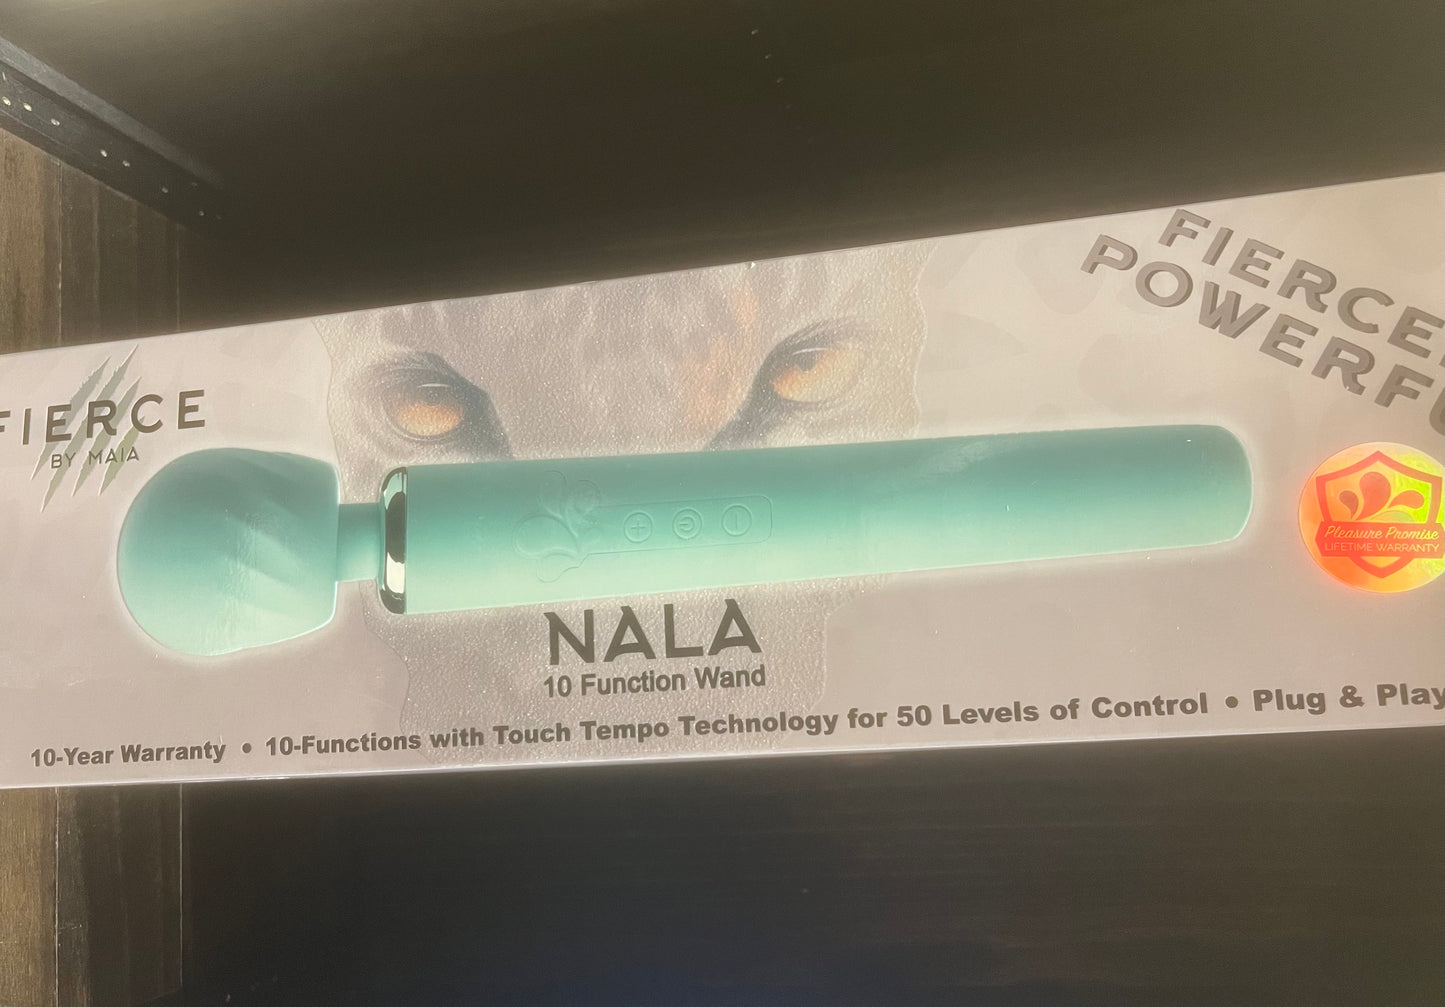 FIERCE
BY MAIA
FIERCE
POWERFU
Pleasure Promise
LIFETIME WARRANTY
NALA
10 Function Wand
10-Year Warranty • 10-Functions with Touch Tempo Technology for 50 Levels of Control • Plug & Play